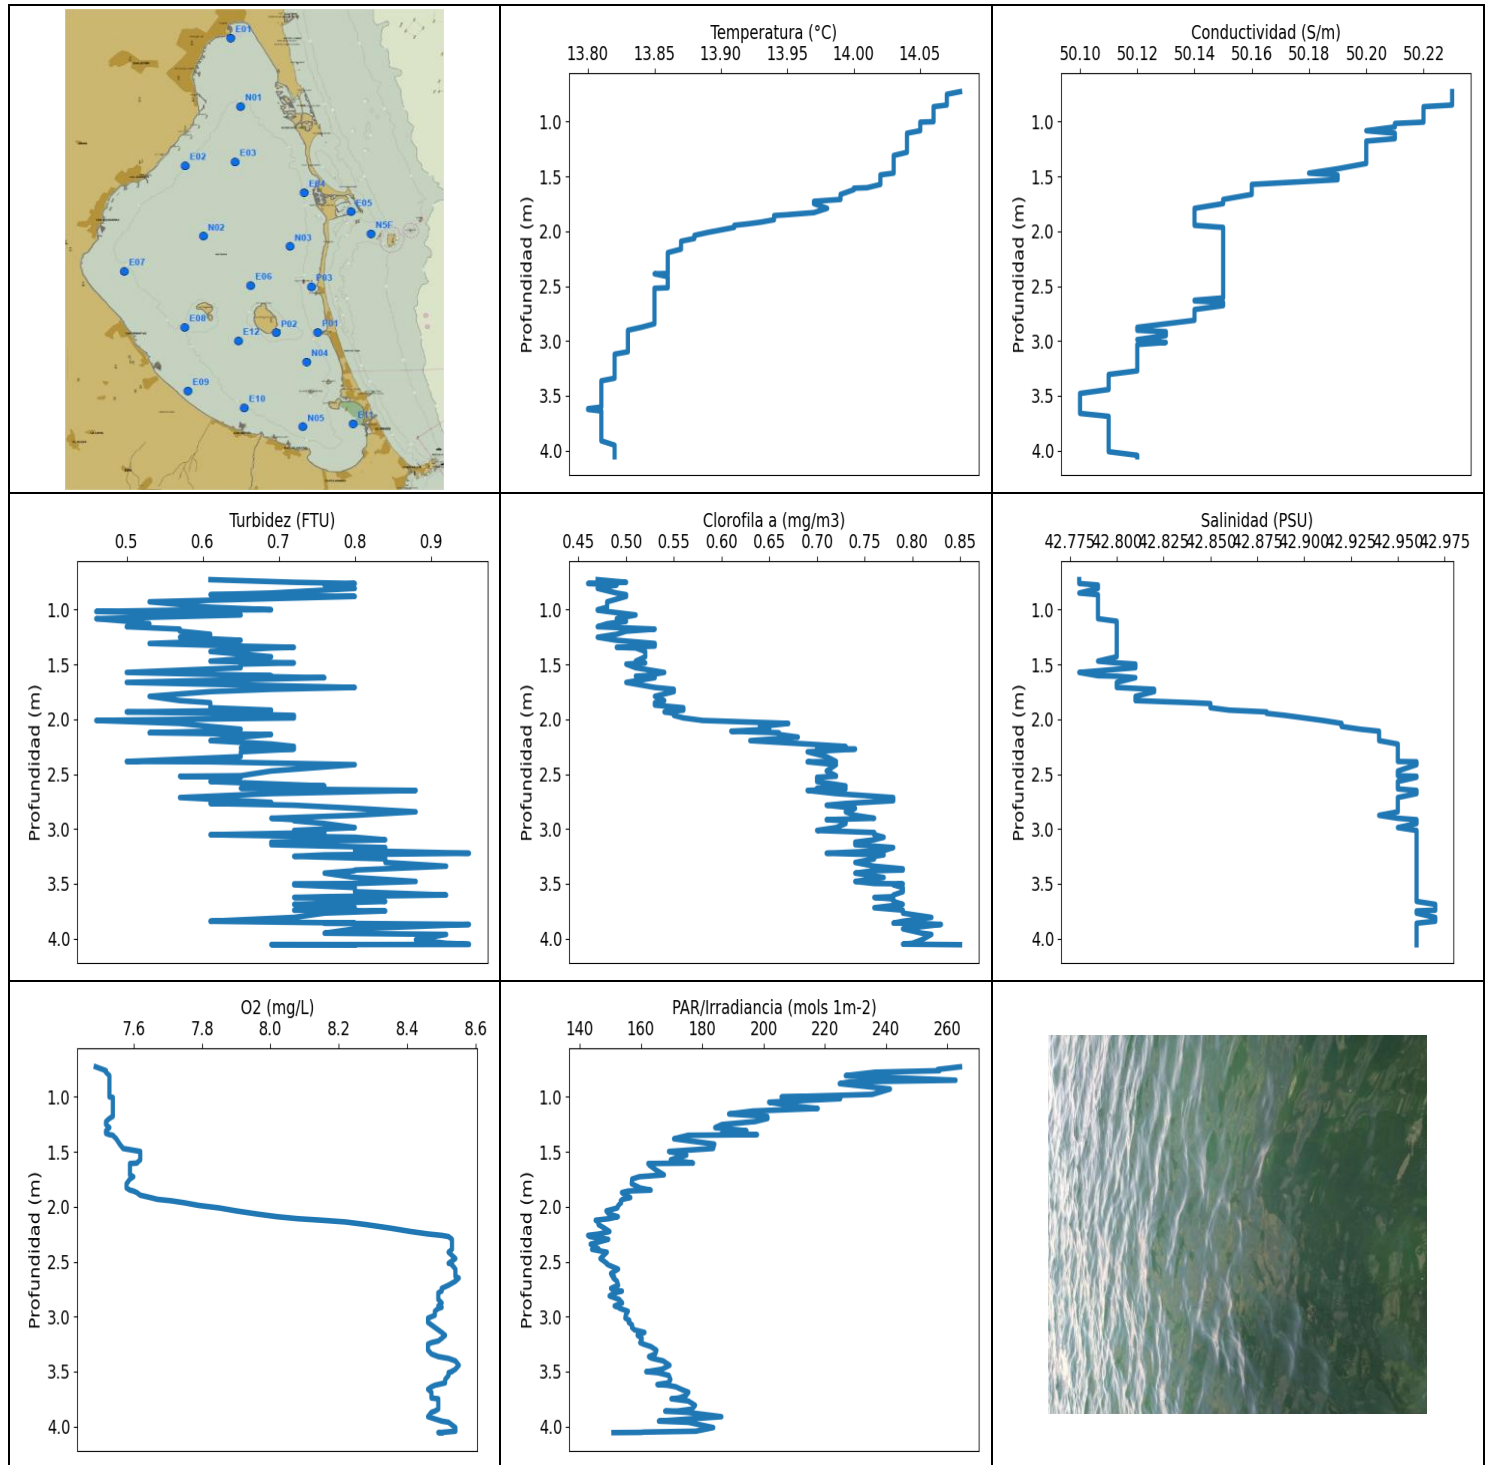 E01
N01
E02
E03
E04
E05
N5E
N02
N03
E07
E06
P03
E08
E12
P02
P01
N04
E09
E10
N05
E11
Temperatura (°C)
13.80 13.85 13.90 13.95 14.00 14.05
Profundidad (m)
1.0
1.5
2.0
2.5
3.0
3.5
4.0
Conductividad (S/m)
50.10 50.12 50.14 50.16 50.18 50.20 50.22
Profundidad (m)
1.0
1.5
2.0
2.5
3.0
3.5
4.0
Turbidez (FTU)
0.5 0.6 0.7 0.8 0.9
Profundidad (m)
1.0
1.5
2.0
2.5
3.0
3.5
4.0
Clorofila a (mg/m3)
0.45 0.50 0.55 0.60 0.65 0.70 0.75 0.80 0.85
Profundidad (m)
1.0
1.5
2.0
2.5
3.0
3.5
4.0
Salinidad (PSU)
42.775 42.800 42.825 42.850 42.875 42.900 42.925 42.950 42.975
Profundidad (m)
1.0
1.5
2.0
2.5
3.0
3.5
4.0
O2 (mg/L)
7.6 7.8 8.0 8.2 8.4 8.6
Profundidad (m)
1.0
1.5
2.0
2.5
3.0
3.5
4.0
PAR/Irradiancia (mols 1m-2)
140 160 180 200 220 240 260
Profundidad (m)
1.0
1.5
2.0
2.5
3.0
3.5
4.0